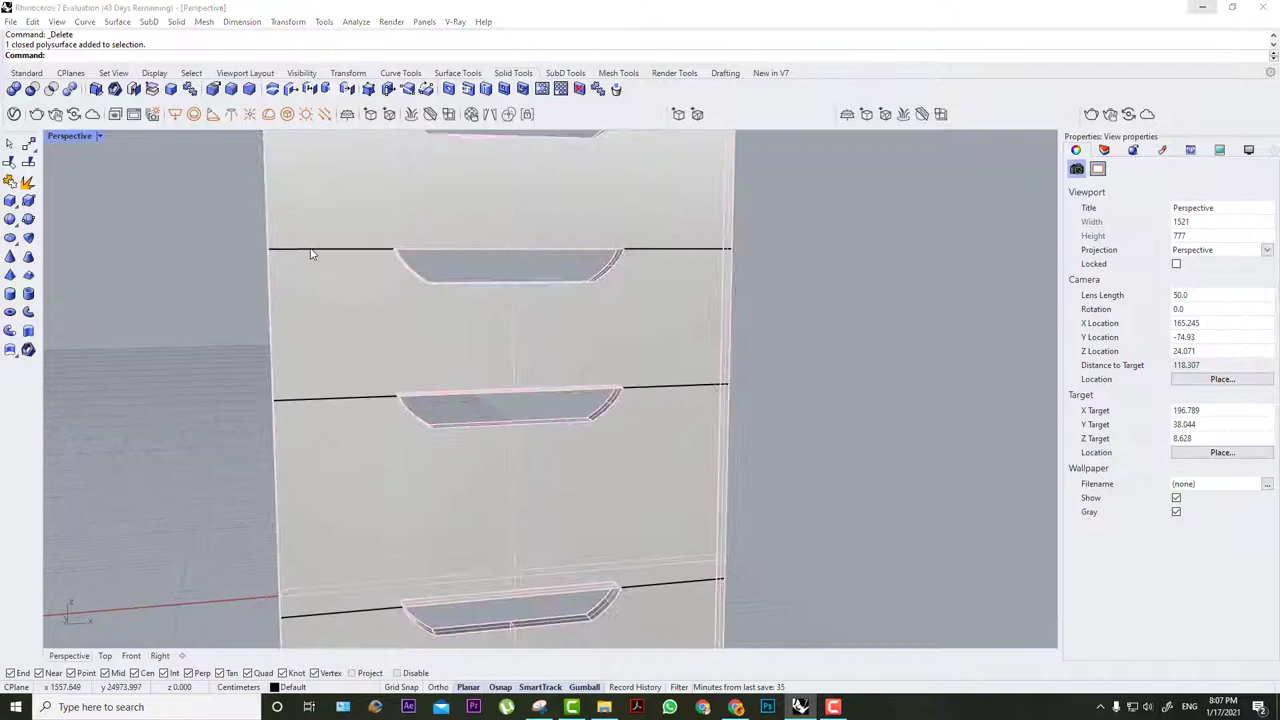 Rhinoceros 7 Evaluation (43 Days Remaining) - [Perspective]
File Edit View Curve Surface SubD Solid Mesh Dimension Transform Tools Analyze Render Panels V-Ray Help
Command: _Delete
1 closed polysurface added to selection.
Command:
Standard CPlanes Set View Display Select Viewport Layout Visibility Transform Curve Tools Surface Tools Solid Tools SubD Tools Mesh Tools Render Tools Drafting New in V7
Perspective
Properties: View properties
Viewport
Title Perspective
Width 1521
Height 777
Projection Perspective
Locked
Camera
Lens Length 50.0
Rotation 0.0
X Location 165.245
Y Location -74.93
Z Location 24.071
Distance to Target 118.307
Location Place...
Target
X Target 196.789
Y Target 38.044
Z Target 8.628
Location Place...
Wallpaper
Filename (none) ...
Show
Gray
z
x
Perspective Top Front Right
End Near Point Mid Cen Int Perp Tan Quad Knot Vertex Project Disable
CPlane x 1557.649 y 24973.997 z 0.000 Centimeters Default Grid Snap Ortho Planar Osnap SmartTrack Gumball Record History Filter Minutes from last save: 35
Type here to search
8:07 PM
1/17/2021